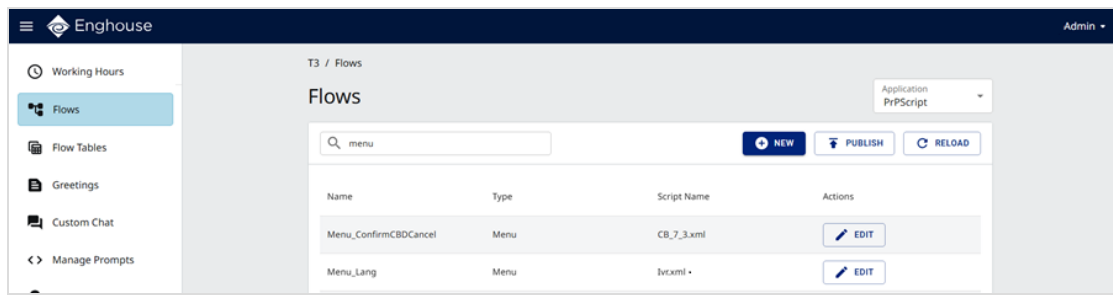 Enghouse
Admin
Working Hours
Flows
Flow Tables
Greetings
Custom Chat
Manage Prompts
T3 / Flows
Flows
Application
PrPScript
menu
NEW
PUBLISH
RELOAD
Name Type Script Name Actions
Menu_ConfirmCBDCancel Menu CB_7_3.xml EDIT
Menu_Lang Menu Ivr.xml EDIT